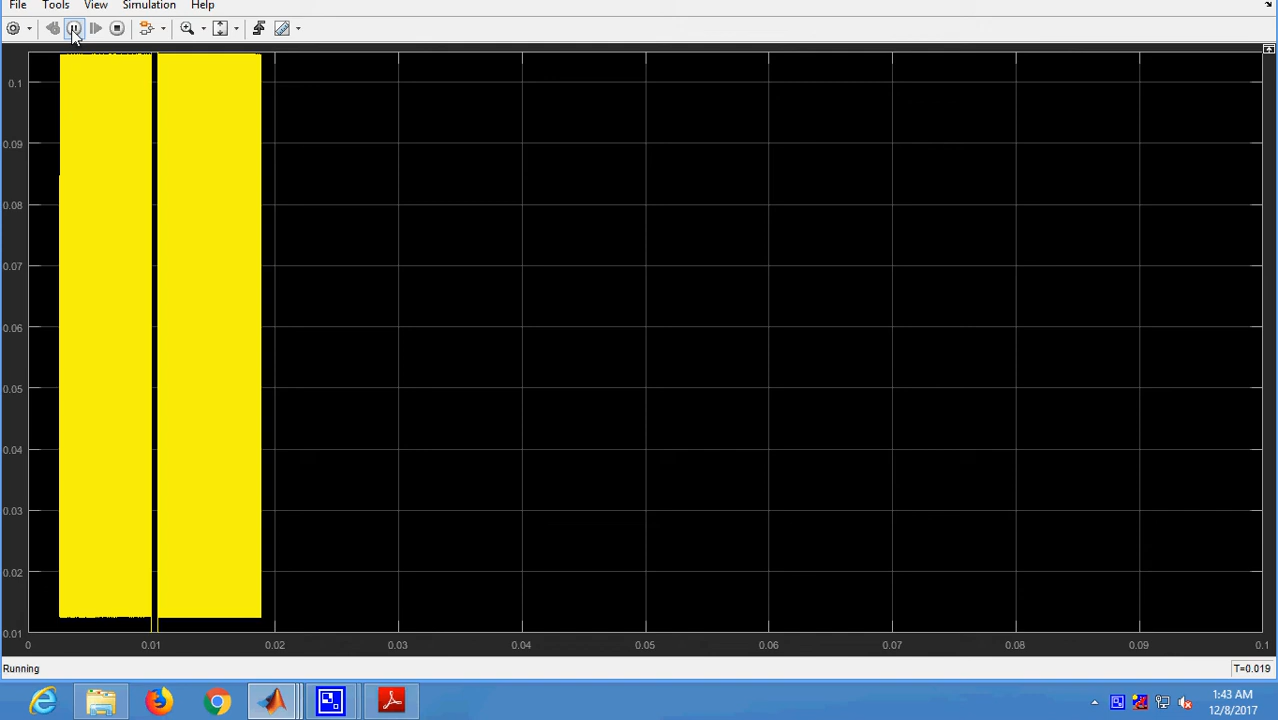 File Tools View Simulation Help
0.1
0.09
0.08
0.07
0.06
0.05
0.04
0.03
0.02
0.01
0 0.01 0.02 0.03 0.04 0.05 0.06 0.07 0.08 0.09 0.1
Running T=0.019
1:43 AM
12/8/2017